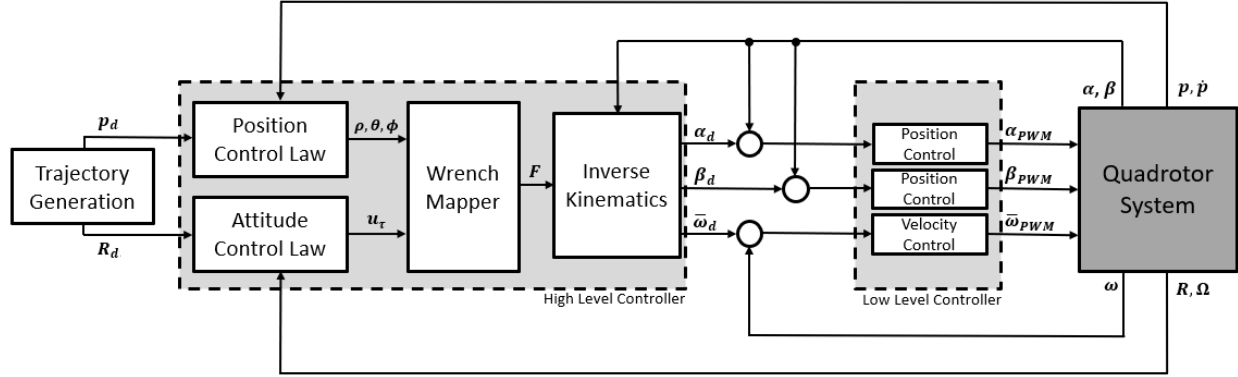 α, β
p, ṗ
p_d
Trajectory
Generation
R_d
Position
Control Law
ρ, θ, ϕ
Attitude
Control Law
u_τ
Wrench
Mapper
F
Inverse
Kinematics
α_d
β_d
ω̅_d
High Level Controller
Position
Control
Position
Control
Velocity
Control
Low Level Controller
α_PWM
β_PWM
ω̅_PWM
Quadrotor
System
ω
R, Ω